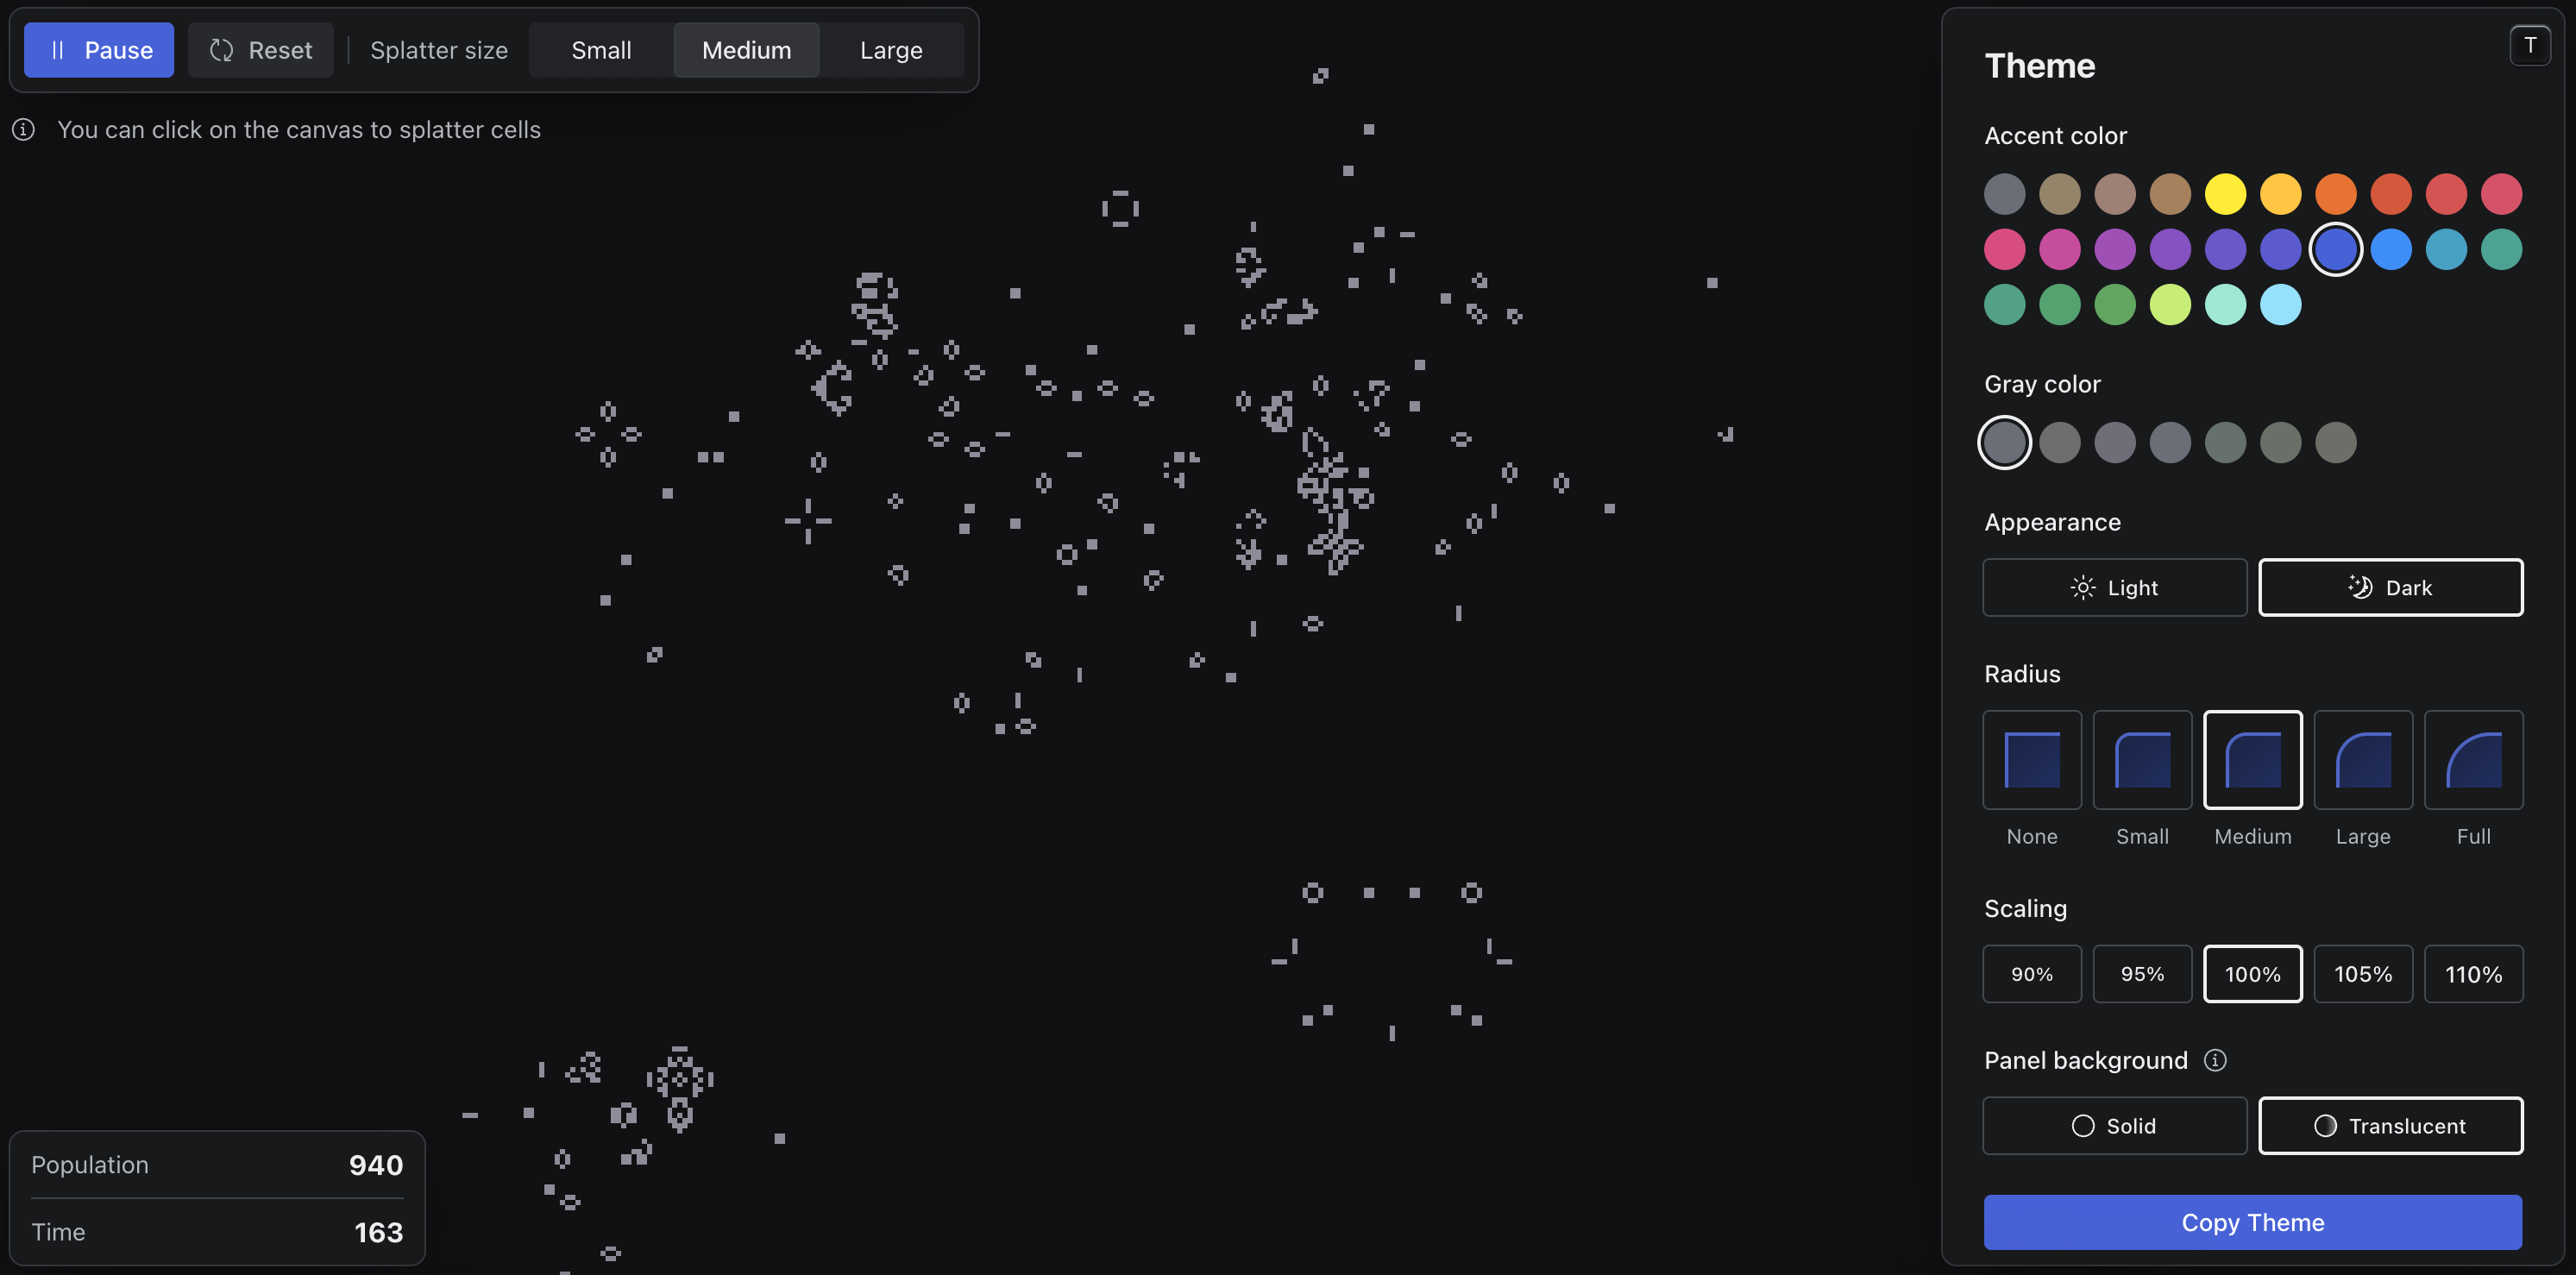 Pause Reset Splatter size Small Medium Large
You can click on the canvas to splatter cells
Population 940
Time 163
T
Theme
Accent color
Gray color
Appearance
Light Dark
Radius
None Small Medium Large Full
Scaling
90% 95% 100% 105% 110%
Panel background
Solid Translucent
Copy Theme